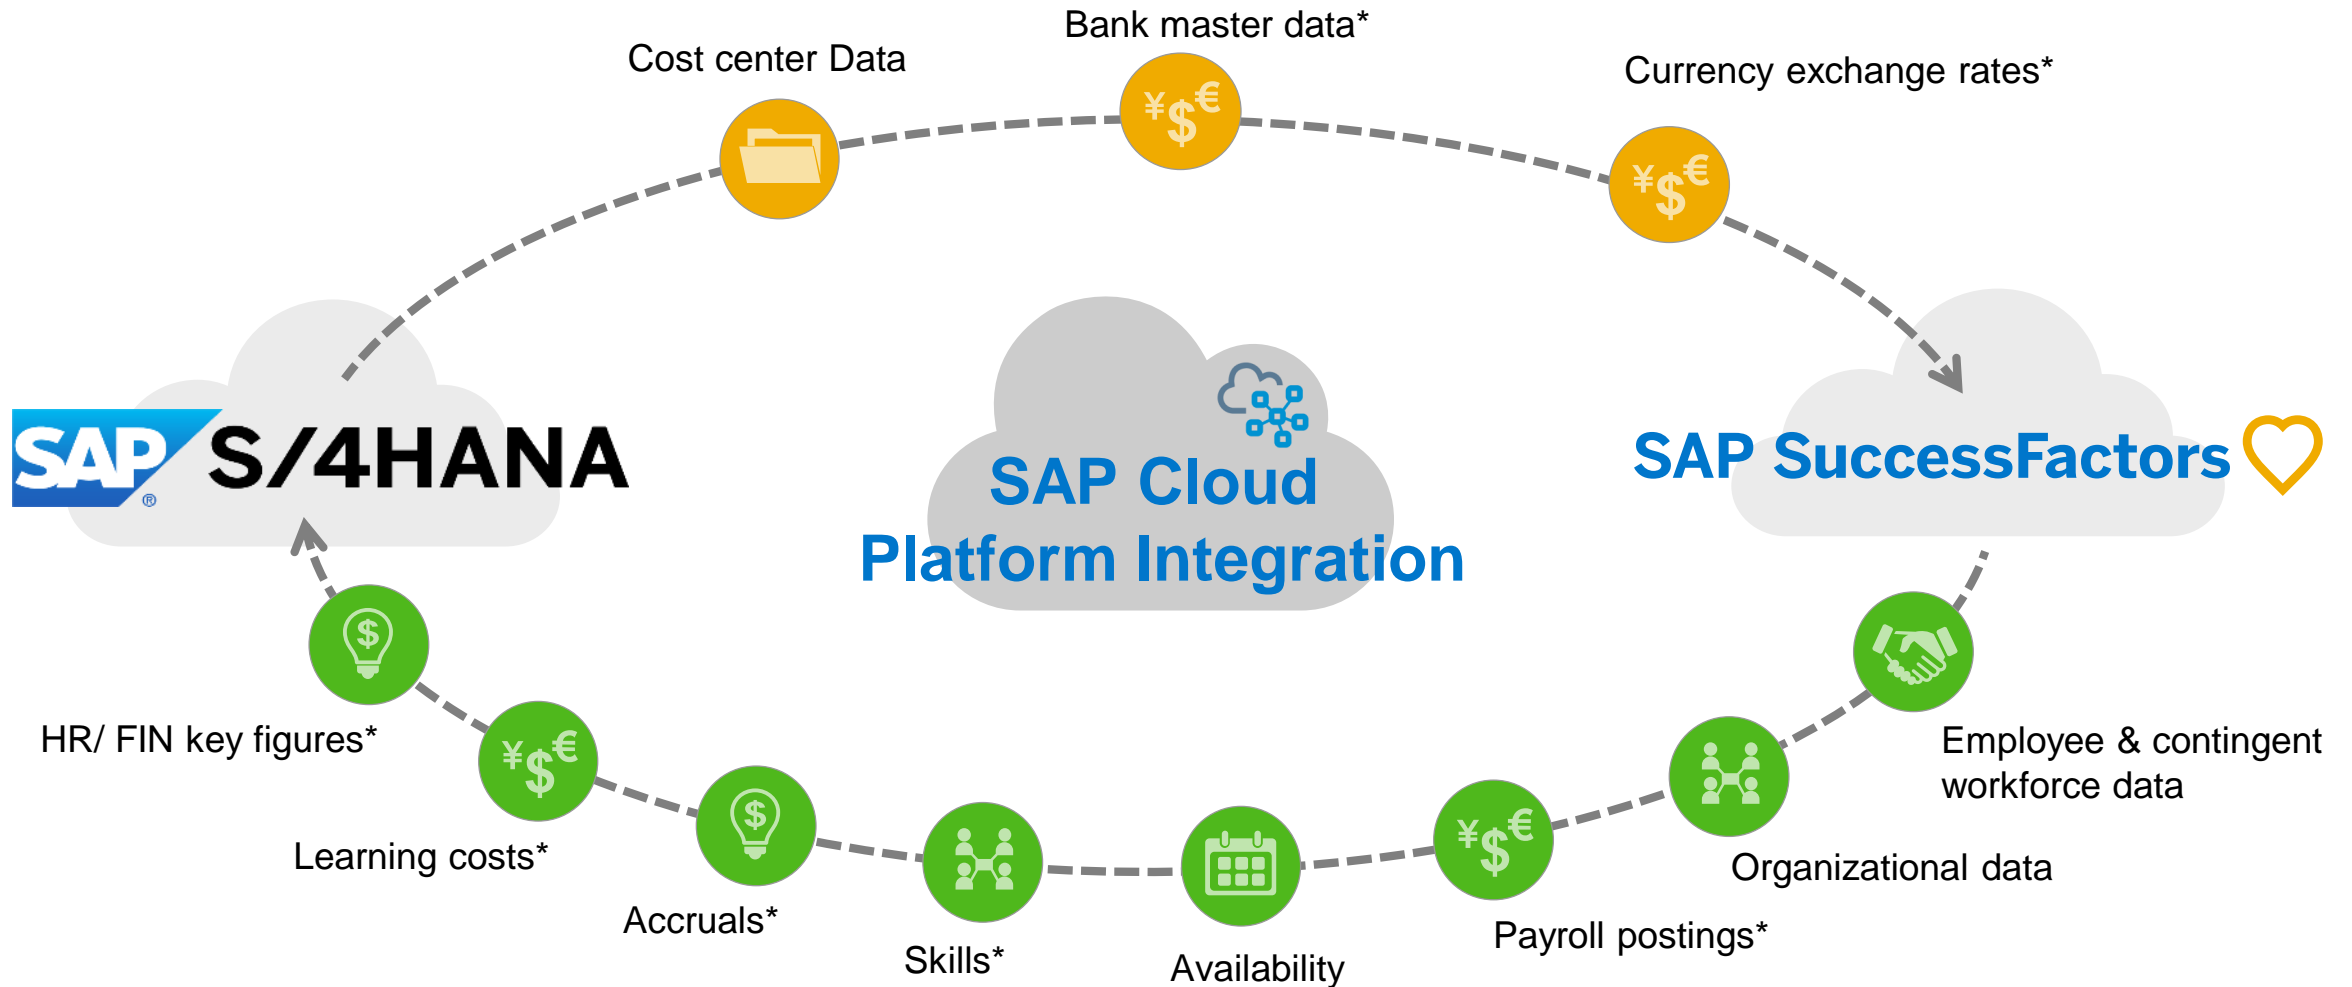 Bank master data*
Cost center Data
Currency exchange rates*
¥$€
¥$€
SAP® S/4HANA
SAP Cloud
Platform Integration
SAP SuccessFactors
$
HR/ FIN key figures*
¥$€
Learning costs*
$
Accruals*
Skills*
Availability
¥$€
Payroll postings*
Organizational data
Employee & contingent
workforce data